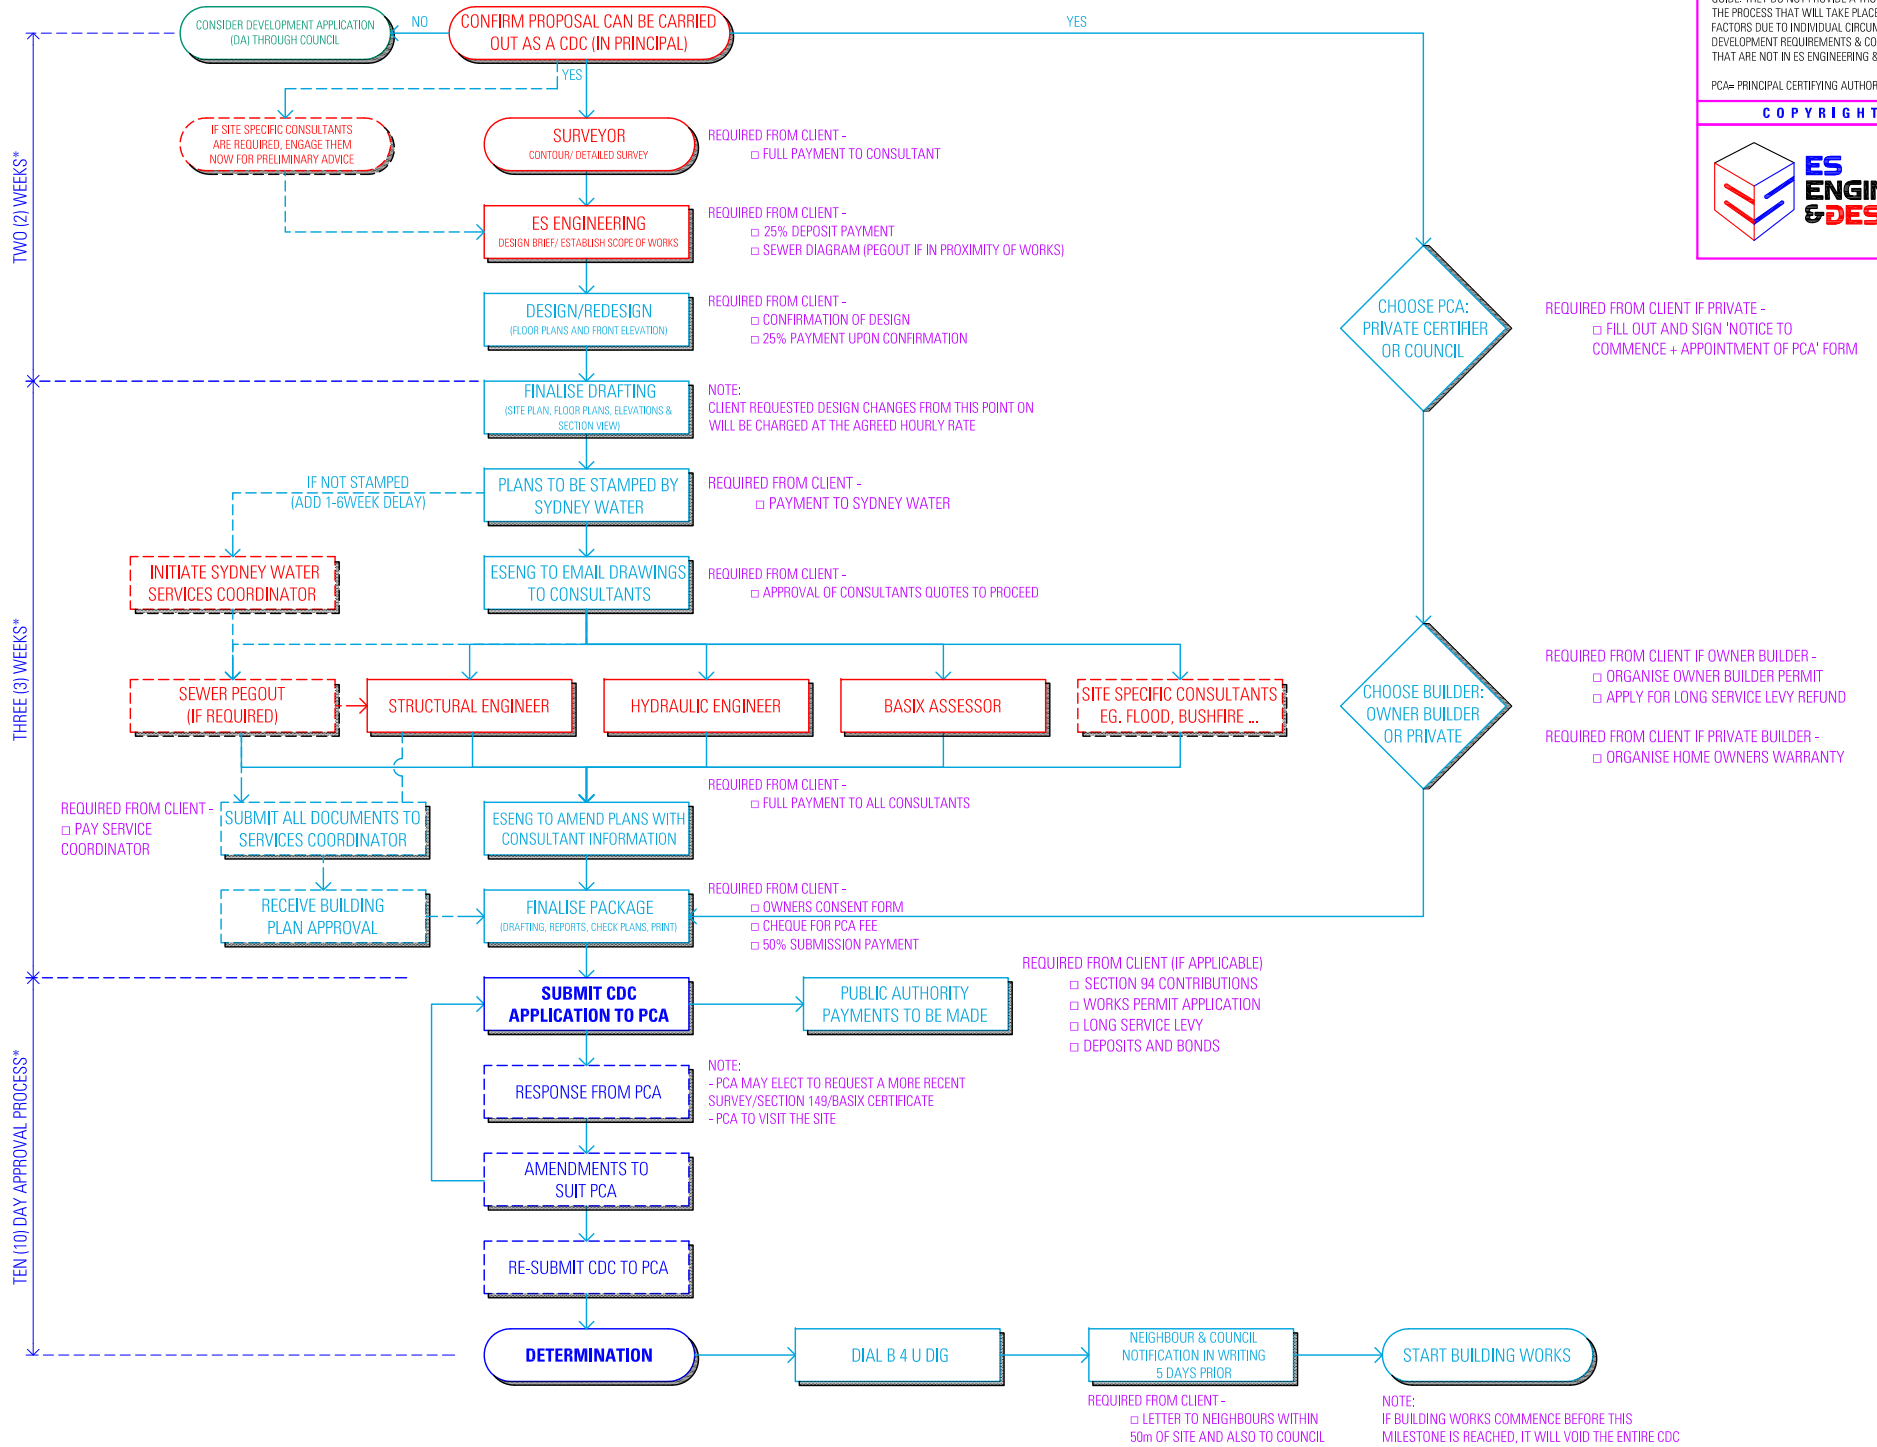 CONSIDER DEVELOPMENT APPLICATION
(DA) THROUGH COUNCIL
NO
CONFIRM PROPOSAL CAN BE CARRIED
OUT AS A CDC (IN PRINCIPAL)
YES
YES
THE PROCESS THAT WILL TAKE PLACE
FACTORS DUE TO INDIVIDUAL
DEVELOPMENT REQUIREMENTS &
THAT ARE NOT IN ES ENGINEERING &
PCA= PRINCIPAL CERTIFYING
COPYRIGHT
ES
&
TWO (2) WEEKS*
IF SITE SPECIFIC CONSULTANTS
ARE REQUIRED, ENGAGE THEM
NOW FOR PRELIMINARY ADVICE
SURVEYOR
CONTOUR/ DETAILED SURVEY
REQUIRED FROM CLIENT -
□ FULL PAYMENT TO CONSULTANT
ES ENGINEERING
DESIGN BRIEF/ ESTABLISH SCOPE OF WORKS
REQUIRED FROM CLIENT -
□ 25% DEPOSIT PAYMENT
□ SEWER DIAGRAM (PEGOUT IF IN PROXIMITY OF WORKS)
DESIGN/REDESIGN
(FLOOR PLANS AND FRONT ELEVATION)
REQUIRED FROM CLIENT -
□ CONFIRMATION OF DESIGN
□ 25% PAYMENT UPON CONFIRMATION
CHOOSE PCA:
PRIVATE CERTIFIER
OR COUNCIL
REQUIRED FROM CLIENT IF PRIVATE -
□ FILL OUT AND SIGN 'NOTICE TO
COMMENCE + APPOINTMENT OF PCA' FORM
THREE (3) WEEKS*
FINALISE DRAFTING
(SITE PLAN, FLOOR PLANS, ELEVATIONS &
SECTION VIEW)
NOTE:
CLIENT REQUESTED DESIGN CHANGES FROM THIS POINT ON
WILL BE CHARGED AT THE AGREED HOURLY RATE
IF NOT STAMPED
(ADD 1-6WEEK DELAY)
PLANS TO BE STAMPED BY
SYDNEY WATER
REQUIRED FROM CLIENT -
□ PAYMENT TO SYDNEY WATER
INITIATE SYDNEY WATER
SERVICES COORDINATOR
ESENG TO EMAIL DRAWINGS
TO CONSULTANTS
REQUIRED FROM CLIENT -
□ APPROVAL OF CONSULTANTS QUOTES TO PROCEED
SEWER PEGOUT
(IF REQUIRED)
STRUCTURAL ENGINEER
HYDRAULIC ENGINEER
BASIX ASSESSOR
SITE SPECIFIC CONSULTANTS
EG. FLOOD, BUSHFIRE ...
CHOOSE BUILDER:
OWNER BUILDER
OR PRIVATE
REQUIRED FROM CLIENT IF OWNER BUILDER -
□ ORGANISE OWNER BUILDER PERMIT
□ APPLY FOR LONG SERVICE LEVY REFUND
REQUIRED FROM CLIENT IF PRIVATE BUILDER -
□ ORGANISE HOME OWNERS WARRANTY
REQUIRED FROM CLIENT -
□ PAY SERVICE
COORDINATOR
SUBMIT ALL DOCUMENTS TO
SERVICES COORDINATOR
ESENG TO AMEND PLANS WITH
CONSULTANT INFORMATION
REQUIRED FROM CLIENT -
□ FULL PAYMENT TO ALL CONSULTANTS
RECEIVE BUILDING
PLAN APPROVAL
FINALISE PACKAGE
(DRAFTING, REPORTS, CHECK PLANS, PRINT)
REQUIRED FROM CLIENT -
□ OWNERS CONSENT FORM
□ CHEQUE FOR PCA FEE
□ 50% SUBMISSION PAYMENT
TEN (10) DAY APPROVAL PROCESS*
SUBMIT CDC
APPLICATION TO PCA
PUBLIC AUTHORITY
PAYMENTS TO BE MADE
REQUIRED FROM CLIENT (IF APPLICABLE)
□ SECTION 94 CONTRIBUTIONS
□ WORKS PERMIT APPLICATION
□ LONG SERVICE LEVY
□ DEPOSITS AND BONDS
RESPONSE FROM PCA
NOTE:
- PCA MAY ELECT TO REQUEST A MORE RECENT
SURVEY/SECTION 149/BASIX CERTIFICATE
- PCA TO VISIT THE SITE
AMENDMENTS TO
SUIT PCA
RE-SUBMIT CDC TO PCA
DETERMINATION
DIAL B 4 U DIG
NEIGHBOUR & COUNCIL
NOTIFICATION IN WRITING
5 DAYS PRIOR
START BUILDING WORKS
REQUIRED FROM CLIENT -
□ LETTER TO NEIGHBOURS WITHIN
50m OF SITE AND ALSO TO COUNCIL
NOTE:
IF BUILDING WORKS COMMENCE BEFORE THIS
MILESTONE IS REACHED, IT WILL VOID THE ENTIRE CDC